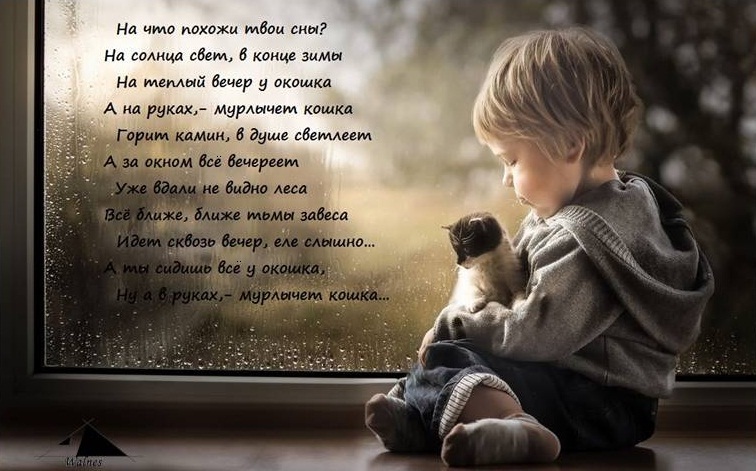 На что похожи твои сны?
На солнца свет, в конце зимы
На теплый вечер у окошка
А на руках,- мурлычет кошка
Горит камин, в душе светлеет
А за окном всё вечереет
Уже вдали не видно леса
Всё ближе, ближе тьмы завеса
Идет сквозь вечер, еле слышно...
А ты сидишь всё у окошка,
Ну а в руках,- мурлычет кошка...
Walnes